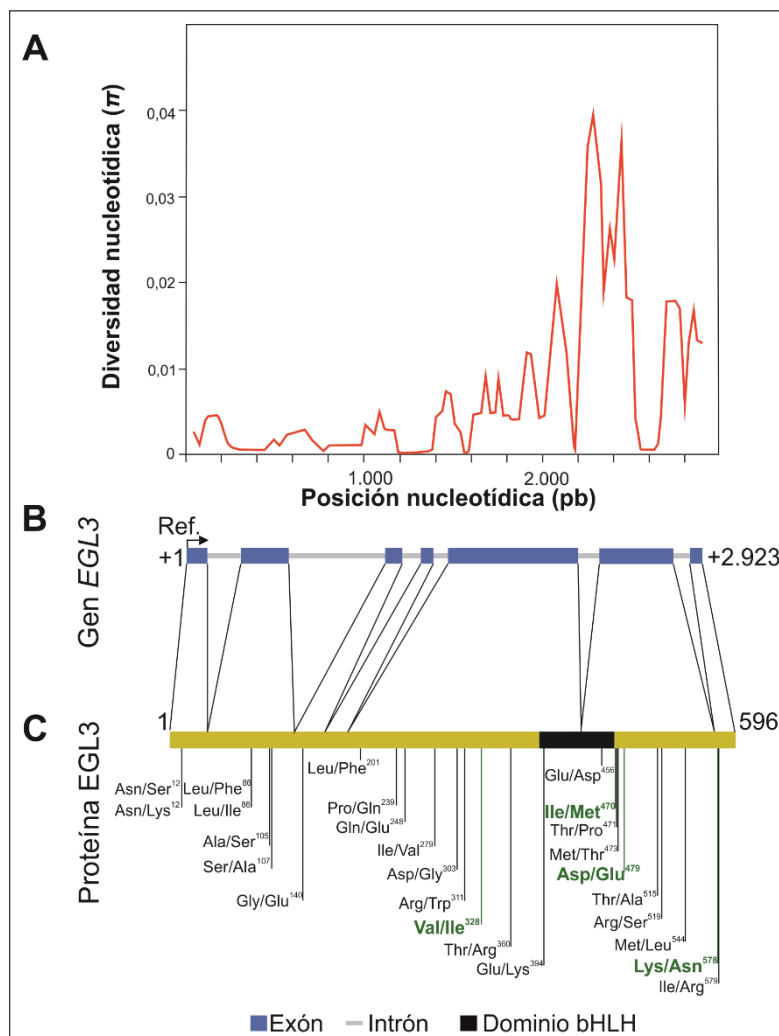 A
Diversidad nucleotídica (π)
0,04
0,03
0,02
0,01
0
1.000
2.000
Posición nucleotídica (pb)
B
Gen EGL3
Ref.
+1
+2.923
C
Proteína EGL3
1
596
Asn/Ser12
Asn/Lys12
Leu/Phe86
Leu/Ile86
Ala/Ser105
Ser/Ala107
Gly/Glu140
Leu/Phe201
Pro/Gln239
Gln/Glu248
Ile/Val279
Asp/Gly303
Arg/Trp311
Val/Ile328
Thr/Arg360
Glu/Lys394
Glu/Asp456
Ile/Met470
Thr/Pro471
Met/Thr473
Asp/Glu479
Thr/Ala515
Arg/Ser519
Met/Leu544
Lys/Asn578
Ile/Arg579
Exón
Intrón
Dominio bHLH